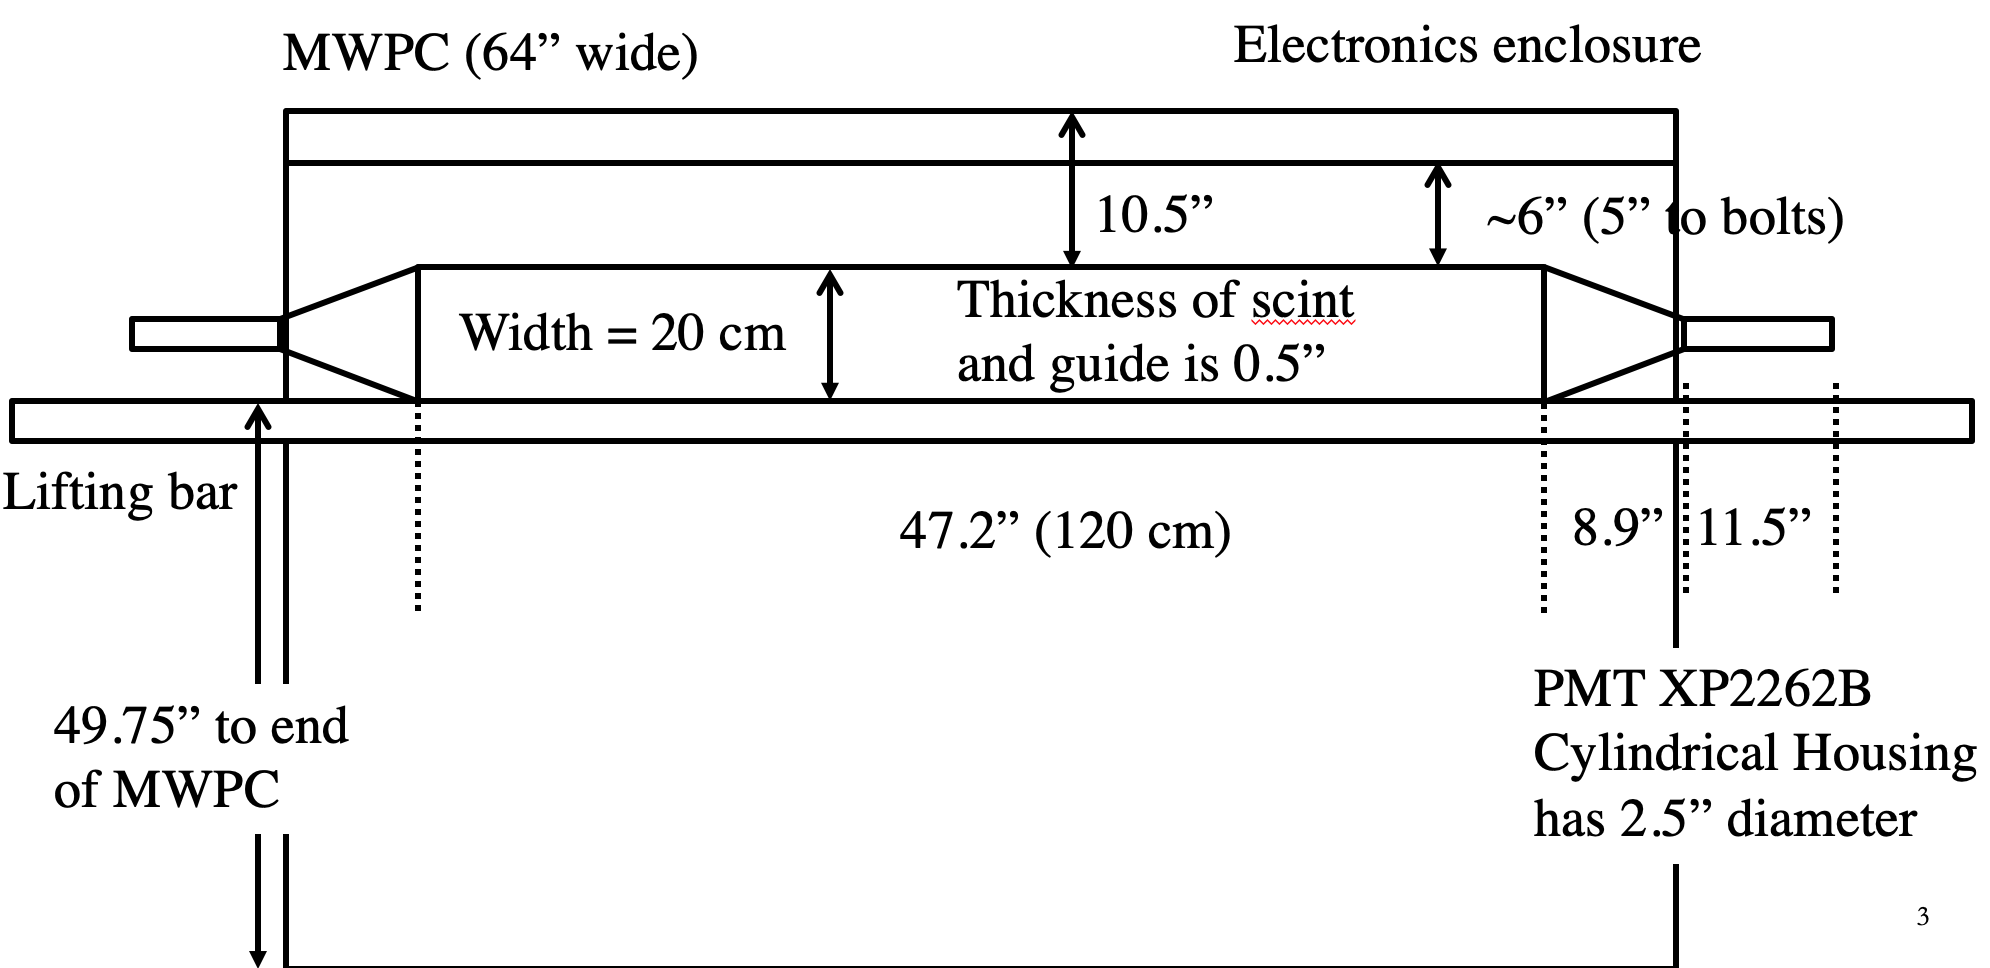 MWPC (64” wide)
Electronics enclosure
10.5”
~6” (5” to bolts)
Width = 20 cm
Thickness of scint
and guide is 0.5”
Lifting bar
47.2” (120 cm)
8.9”
11.5”
49.75” to end
of MWPC
PMT XP2262B
Cylindrical Housing
has 2.5” diameter
3